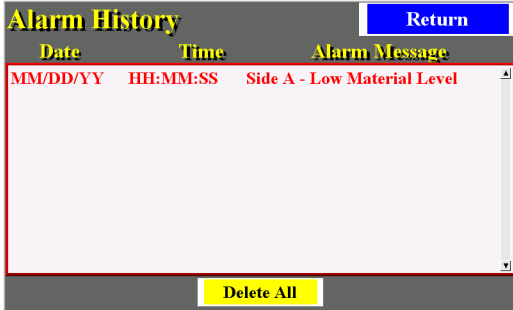 Alarm History Return
Date Time Alarm Message
MM/DD/YY HH:MM:SS Side A - Low Material Level
Delete All